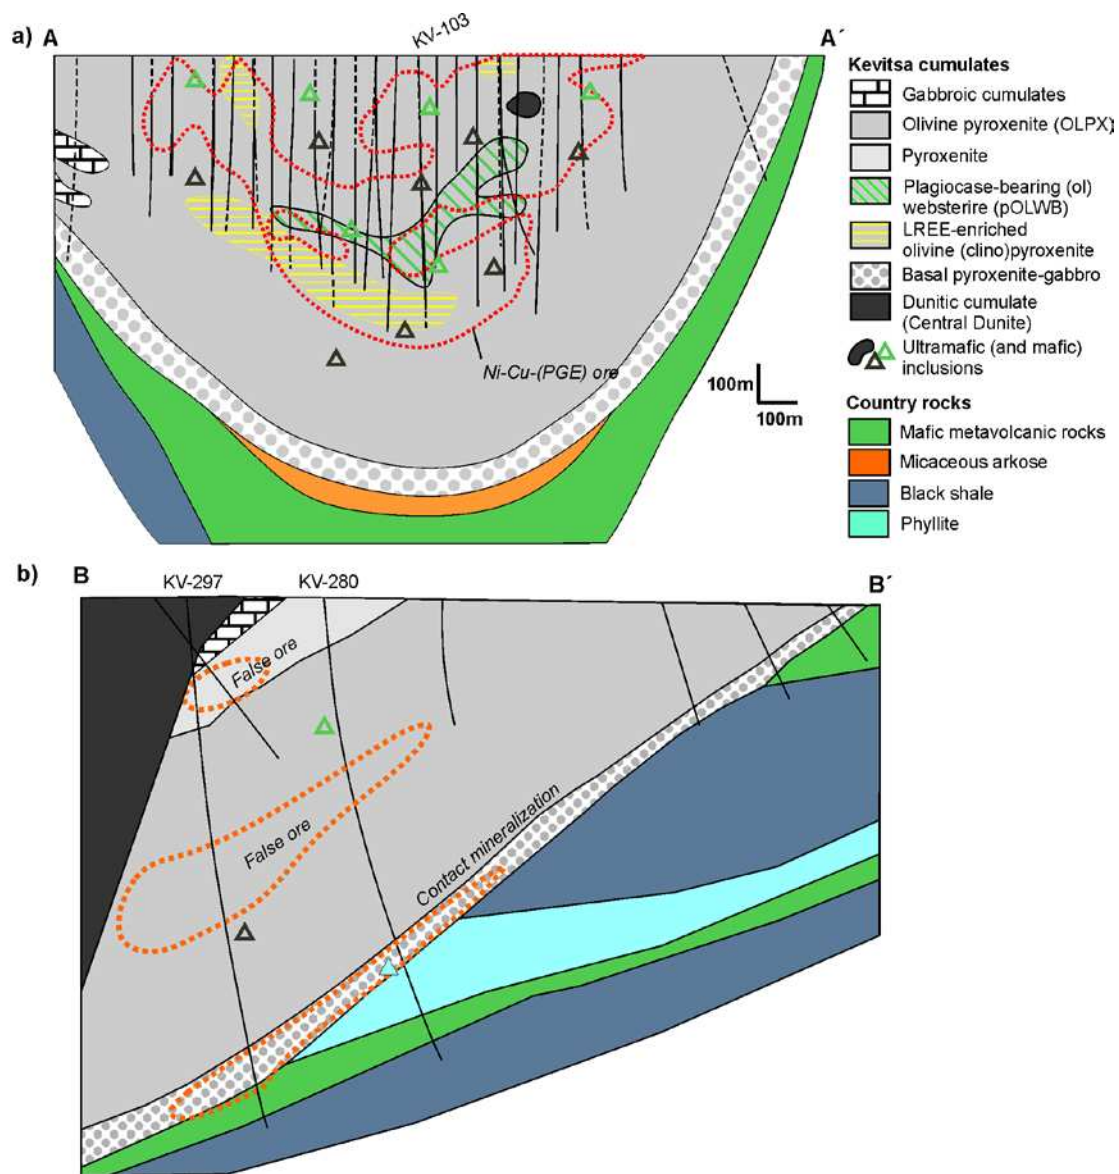 a)
A
KV-103
A´
Kevitsa cumulates
Gabbroic cumulates
Olivine pyroxenite (OLPX)
Pyroxenite
Plagiocase-bearing (ol)
websterire (pOLWB)
LREE-enriched
olivine (clino)pyroxenite
Basal pyroxenite-gabbro
Dunitic cumulate
(Central Dunite)
Ultramafic (and mafic)
inclusions
Ni-Cu-(PGE) ore
100m
100m
Country rocks
Mafic metavolcanic rocks
Micaceous arkose
Black shale
Phyllite
b)
B
KV-297
KV-280
B´
False ore
False ore
Contact mineralization